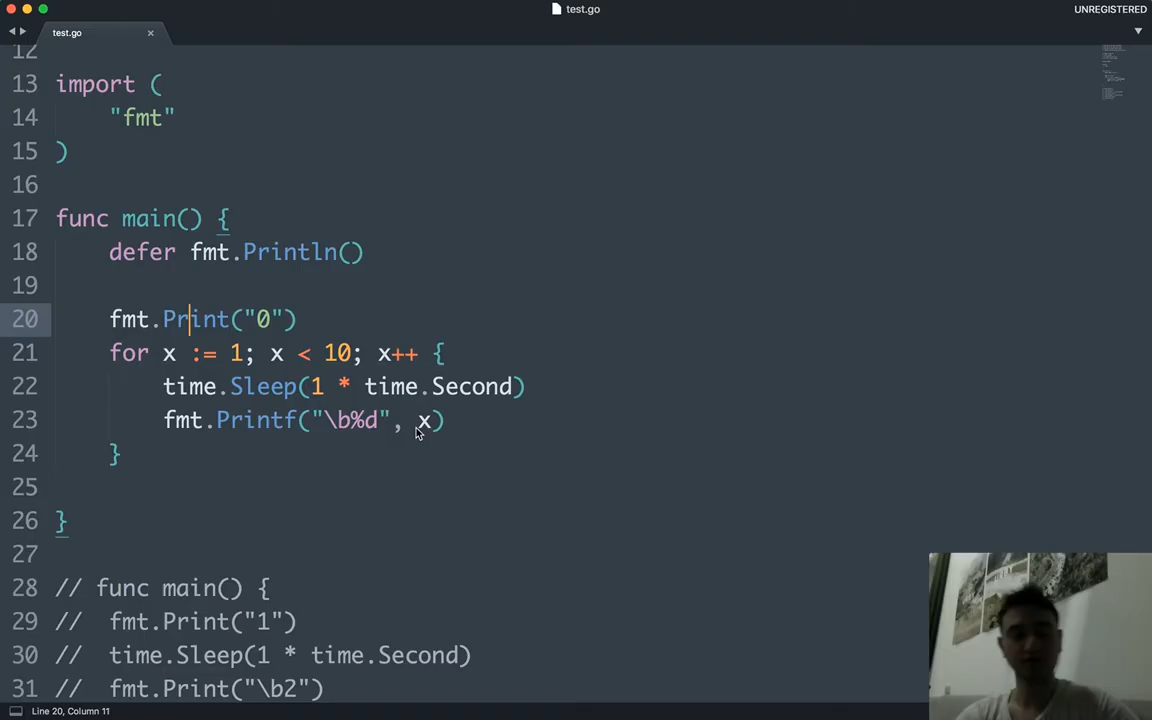 test.go
UNREGISTERED
test.go
12
13 import (
14 "fmt"
15 )
16
17 func main() {
18 defer fmt.Println()
19
20 fmt.Print("0")
21 for x := 1; x < 10; x++ {
22 time.Sleep(1 * time.Second)
23 fmt.Printf("\b%d", x)
24 }
25
26 }
27
28 // func main() {
29 // fmt.Print("1")
30 // time.Sleep(1 * time.Second)
31 // fmt.Print("\b2")
Line 20, Column 11